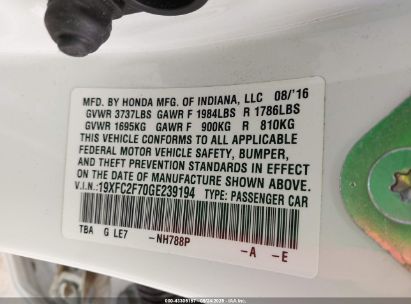 MFD. BY HONDA MFG. OF INDIANA, LLC 08/'16
GVWR 3737LBS GAWR F 1984LBS R 1786LBS
GVWR 1695KG GAWR F 900KG R 810KG
THIS VEHICLE CONFORMS TO ALL APPLICABLE
FEDERAL MOTOR VEHICLE SAFETY, BUMPER,
AND THEFT PREVENTION STANDARDS IN EFFECT
ON THE DATE OF MANUFACTURE SHOWN ABOVE.
V.I.N.: 19XFC2F70GE239194 TYPE: PASSENGER CAR
TBA G LE7 -NH788P -A -E